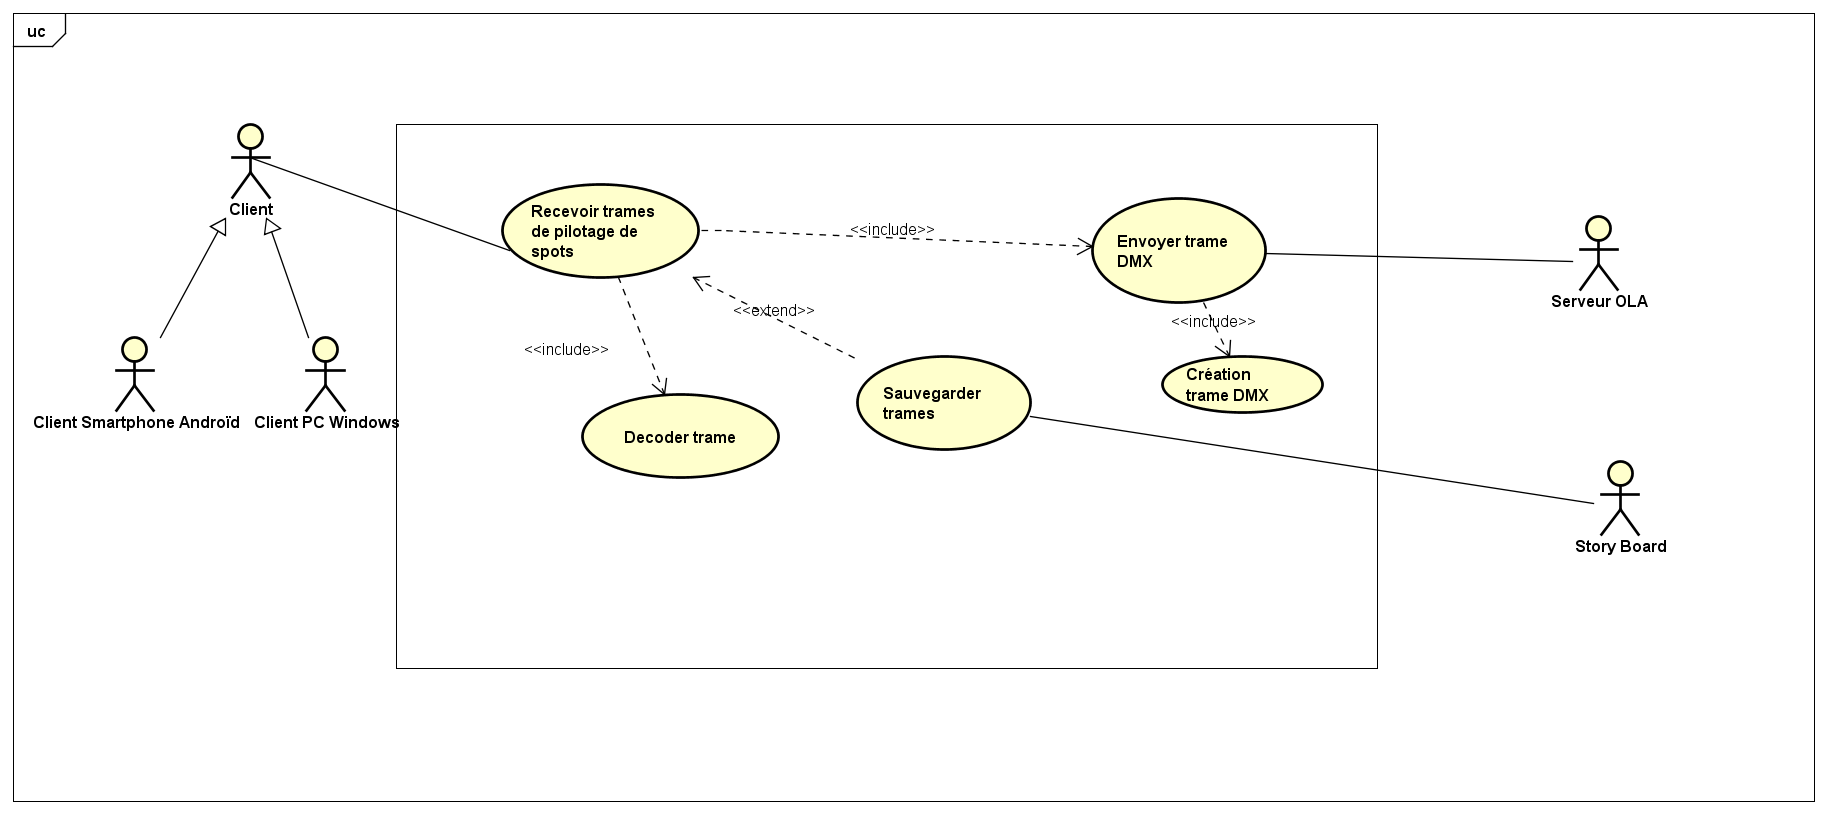 uc
Client
Client Smartphone Androïd
Client PC Windows
Recevoir trames
de pilotage de
spots
<<include>>
Envoyer trame
DMX
<<extend>>
<<include>>
<<include>>
Création
trame DMX
Sauvegarder
trames
Decoder trame
Serveur OLA
Story Board